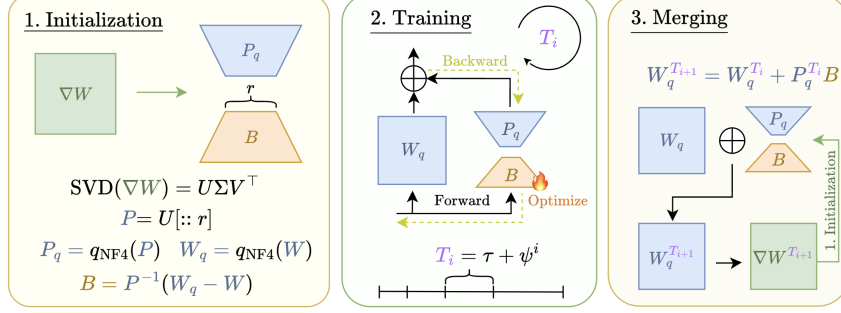 1. Initialization
∇W
P_q
r
B
SVD(∇W) = UΣV^⊤
P = U[:: r]
P_q = q_NF4(P) W_q = q_NF4(W)
B = P^{-1}(W_q − W)
2. Training
T_i
Backward
W_q
P_q
B
Forward
Optimize
T_i = τ + ψ^i
3. Merging
W_q^{T_{i+1}} = W_q^{T_i} + P_q^{T_i} B
W_q
P_q
B
1. Initialization
W_q^{T_{i+1}}
∇W^{T_{i+1}}